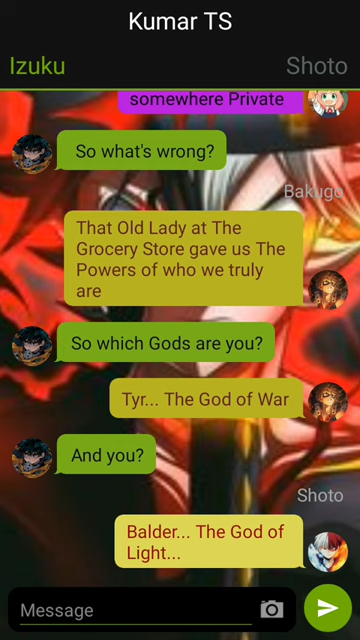 Kumar TS
Izuku
Shoto
somewhere Private
So what's wrong?
Bakugo
That Old Lady at The
Grocery Store gave us The
Powers of who we truly
are
So which Gods are you?
Tyr... The God of War
And you?
Shoto
Balder... The God of
Light...
Message